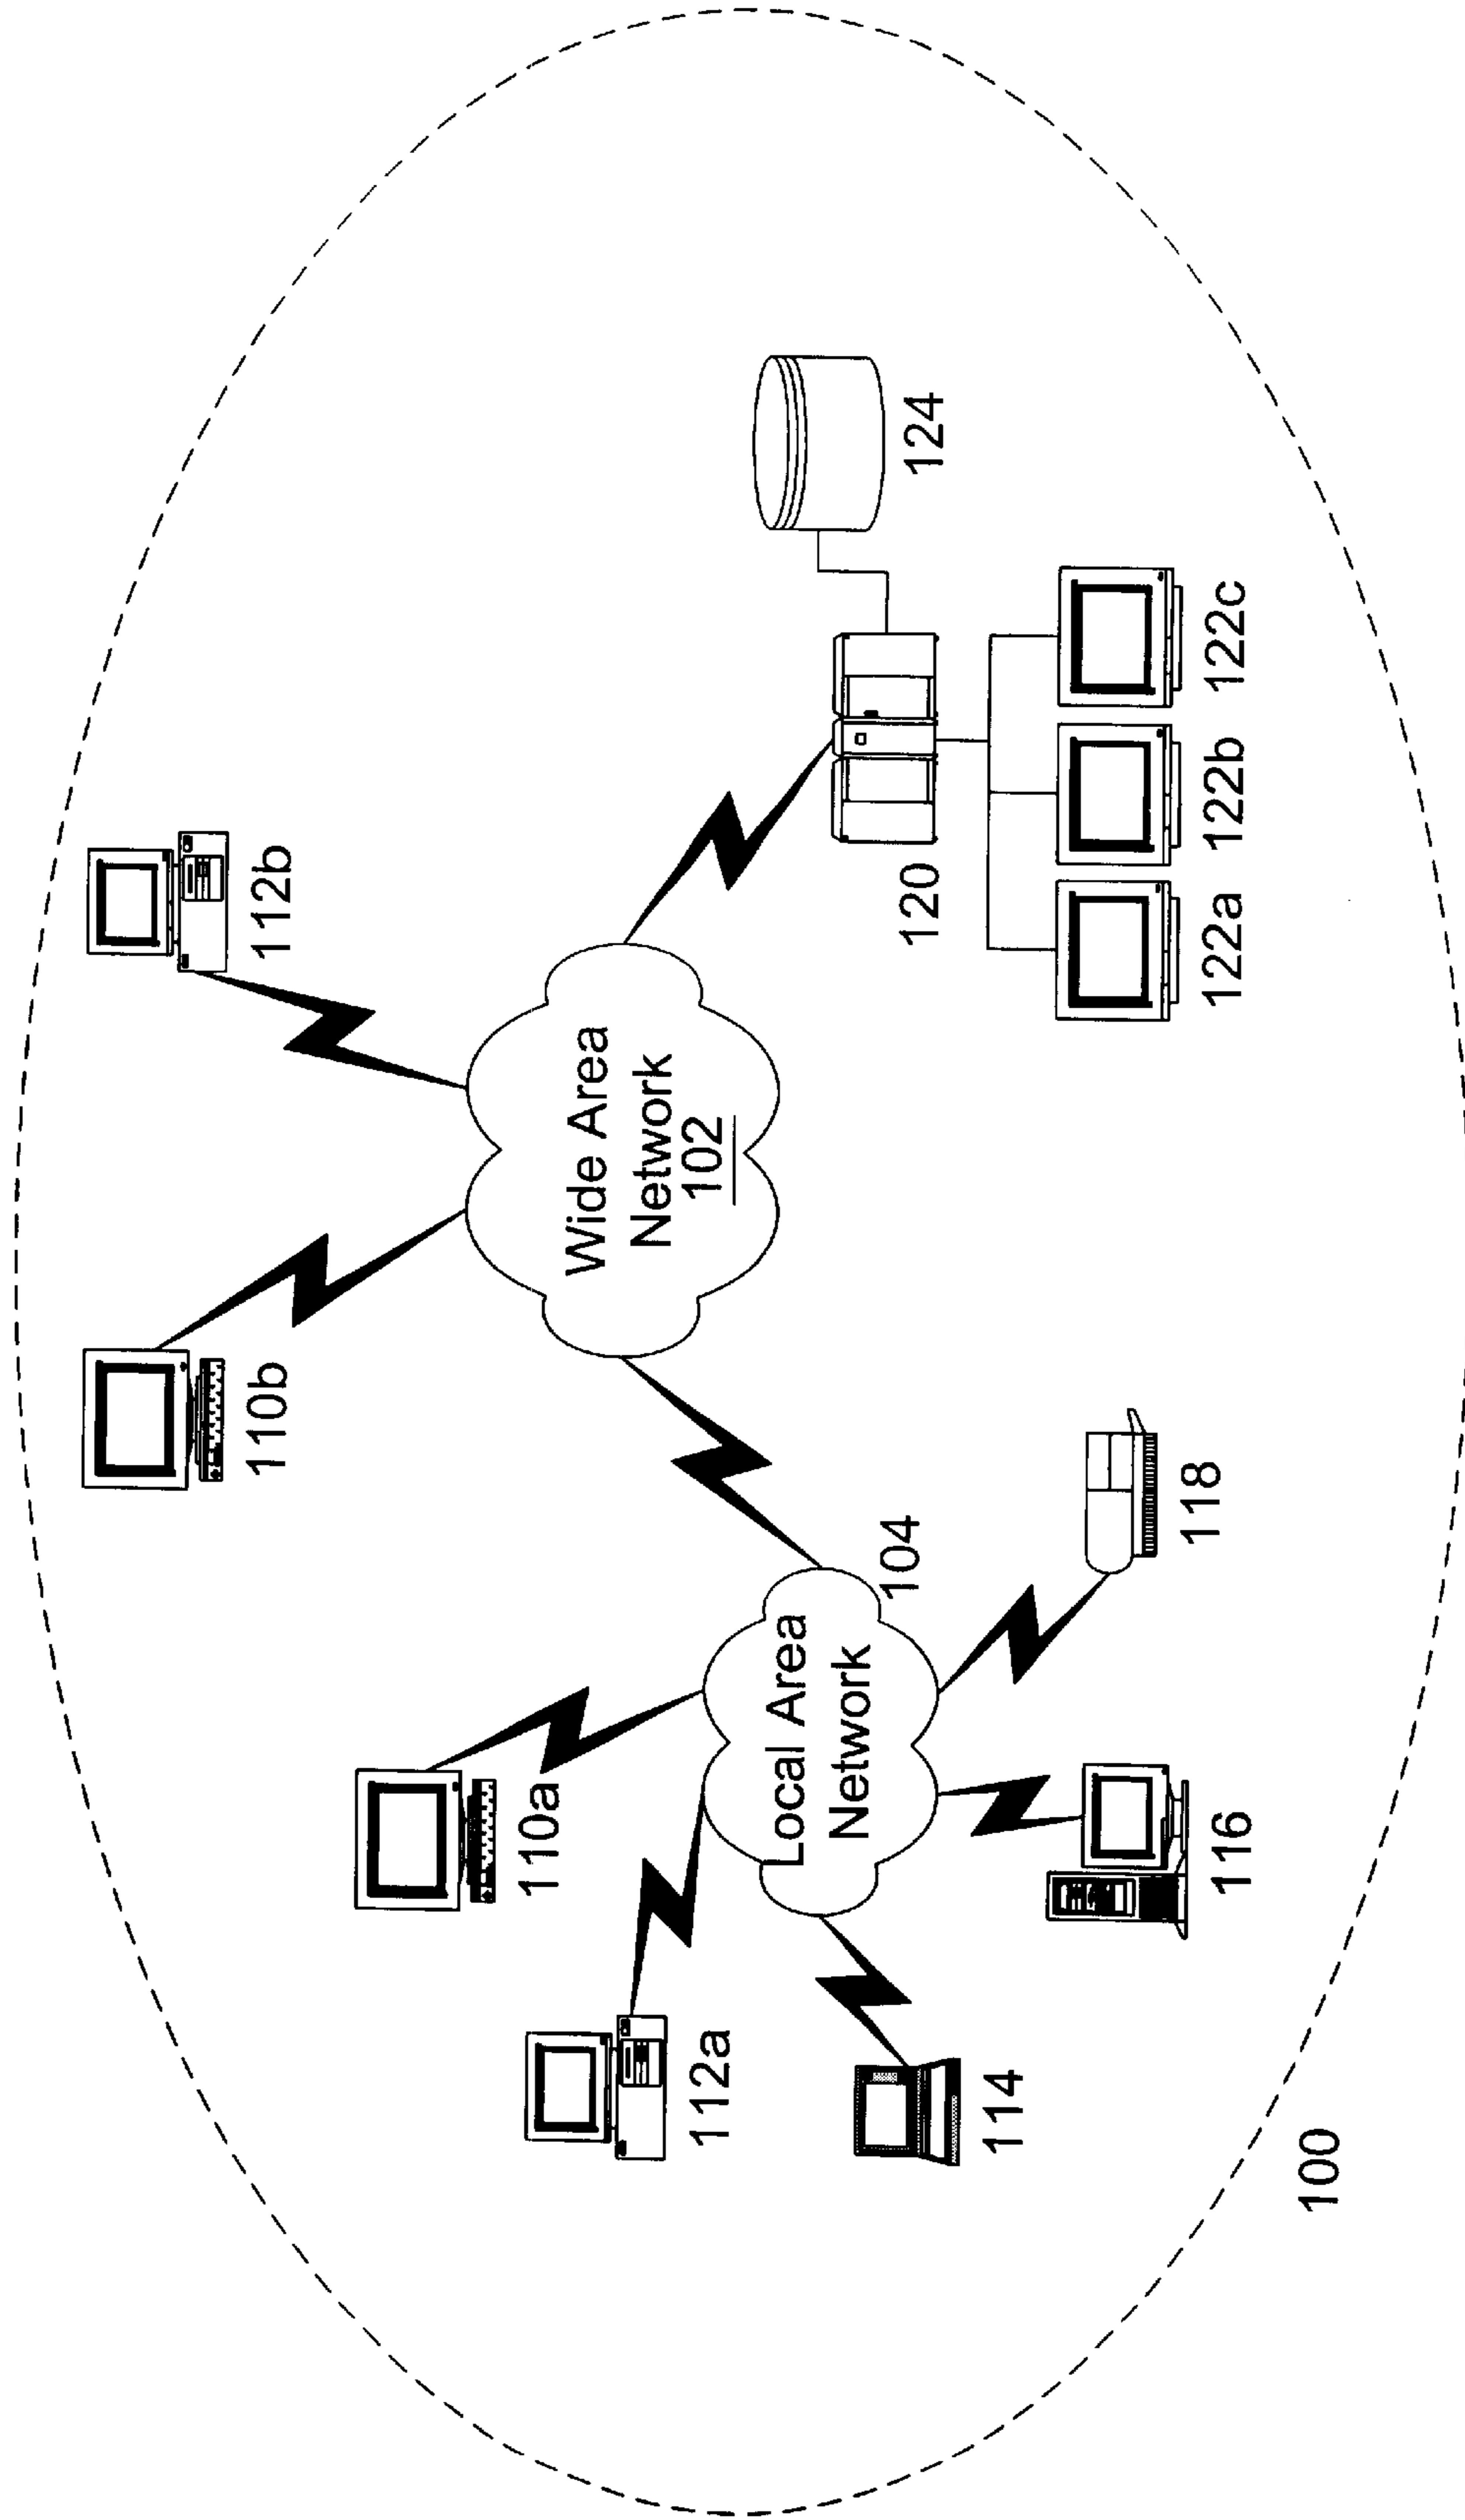 112b
110b
Wide Area
Network
102
124
120
122a
122b
122c
110a
112a
Local Area
Network
104
114
116
118
100